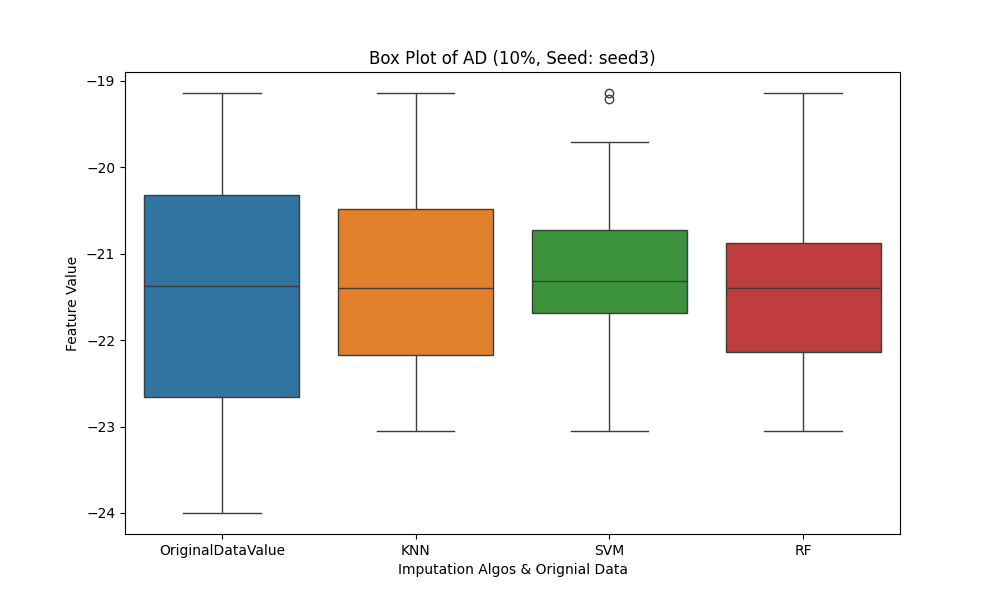 Box Plot of AD (10%, Seed: seed3)
−19
−20
−21
−22
−23
−24
Feature Value
OriginalDataValue
KNN
SVM
RF
Imputation Algos & Orignial Data